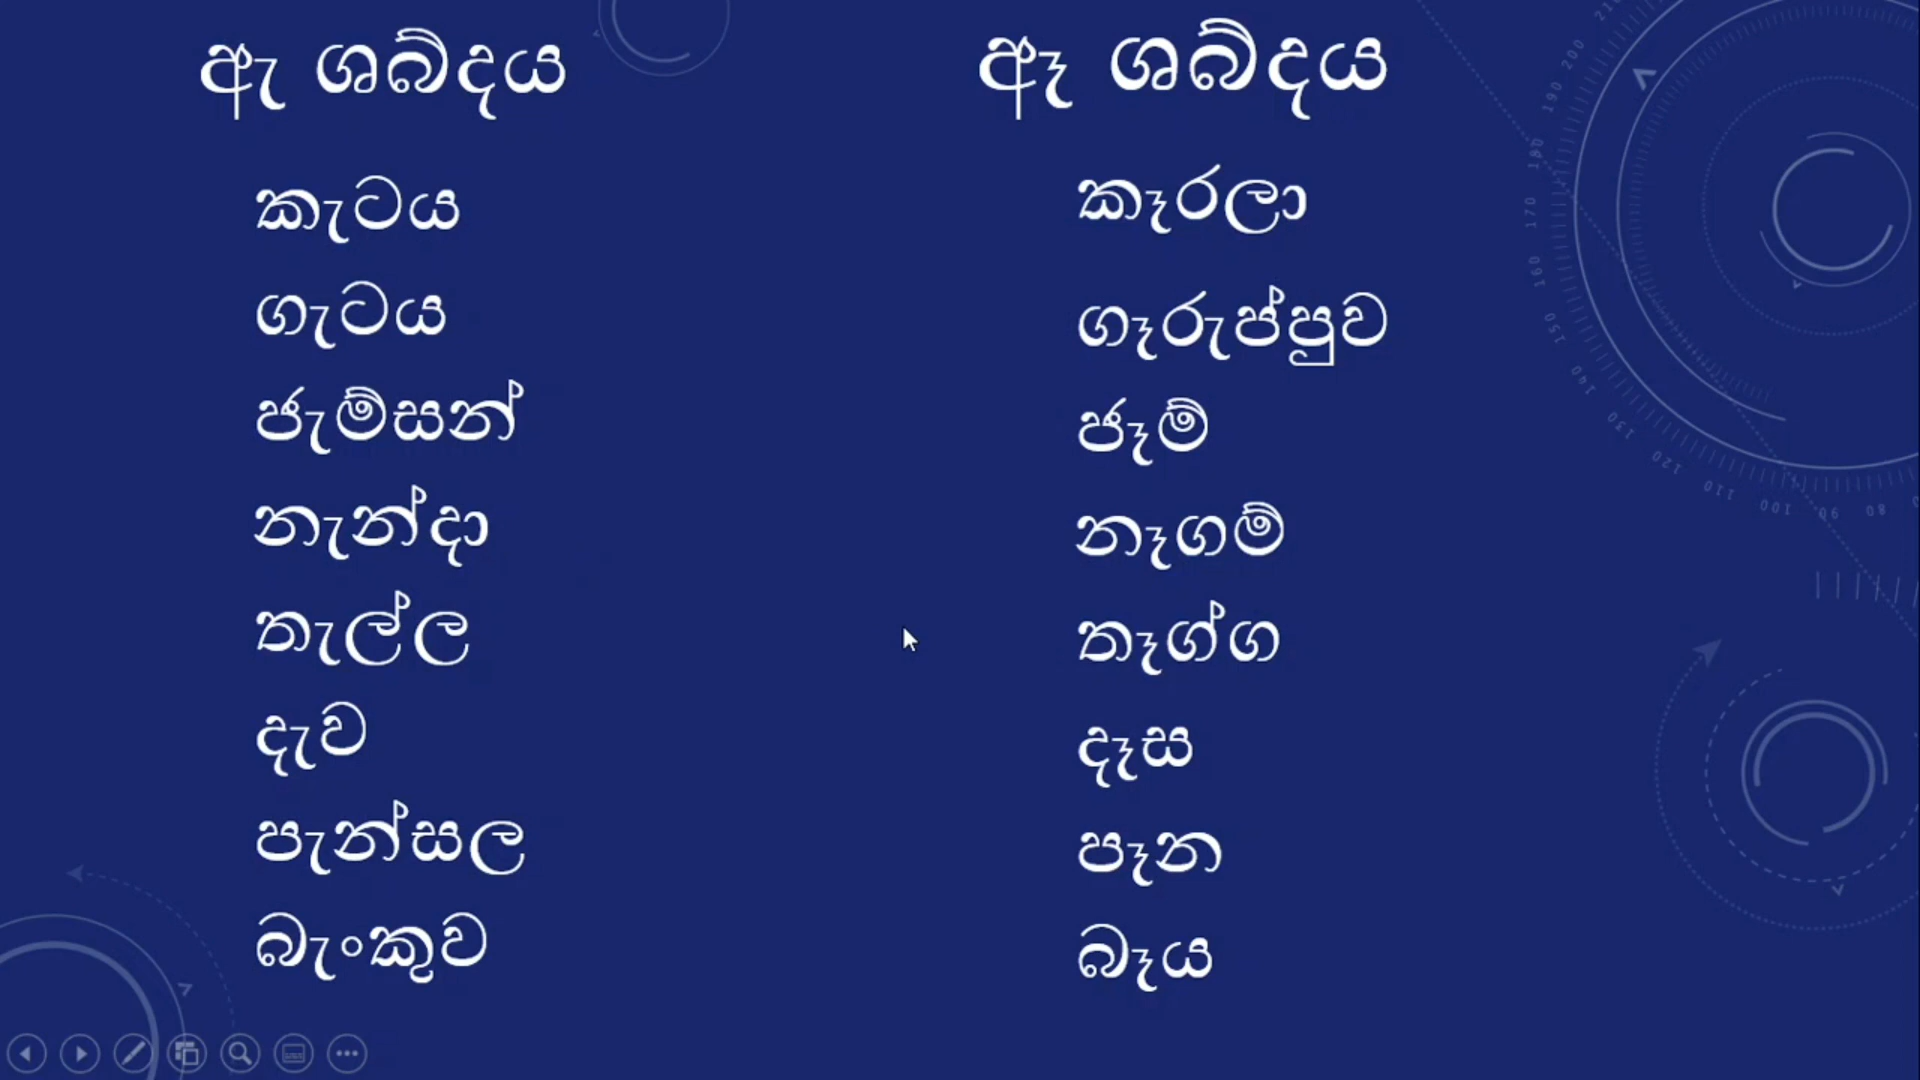 ඇ ශබ්දය
කැටය
ගැටය
ජැම්සන්
නැන්දා
තැල්ල
දැව
පැන්සල
බැංකුව
ඈ ශබ්දය
කෑරලා
ගෑරුප්පුව
ජෑම්
නෑගම්
තෑග්ග
දෑස
පෑන
බෑය